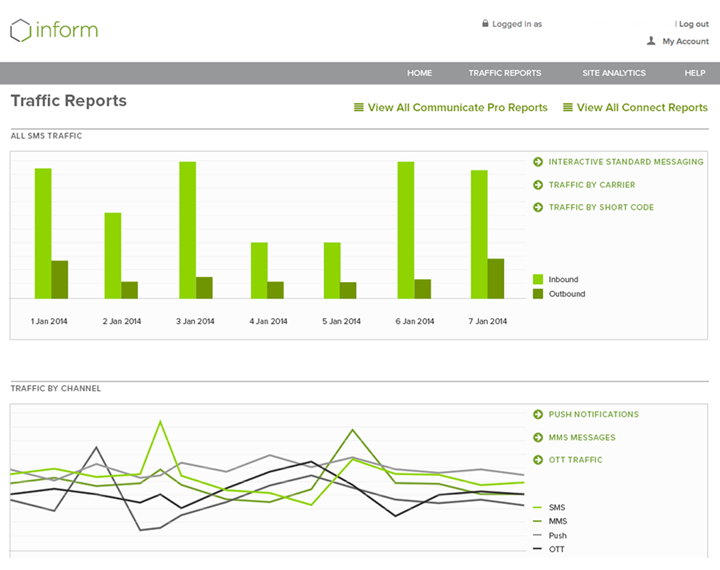 inform
Logged in as
| Log out
My Account
HOME TRAFFIC REPORTS SITE ANALYTICS HELP
Traffic Reports
View All Communicate Pro Reports View All Connect Reports
ALL SMS TRAFFIC
INTERACTIVE STANDARD MESSAGING
TRAFFIC BY CARRIER
TRAFFIC BY SHORT CODE
Inbound
Outbound
1 Jan 2014 2 Jan 2014 3 Jan 2014 4 Jan 2014 5 Jan 2014 6 Jan 2014 7 Jan 2014
TRAFFIC BY CHANNEL
PUSH NOTIFICATIONS
MMS MESSAGES
OTT TRAFFIC
SMS
MMS
Push
OTT